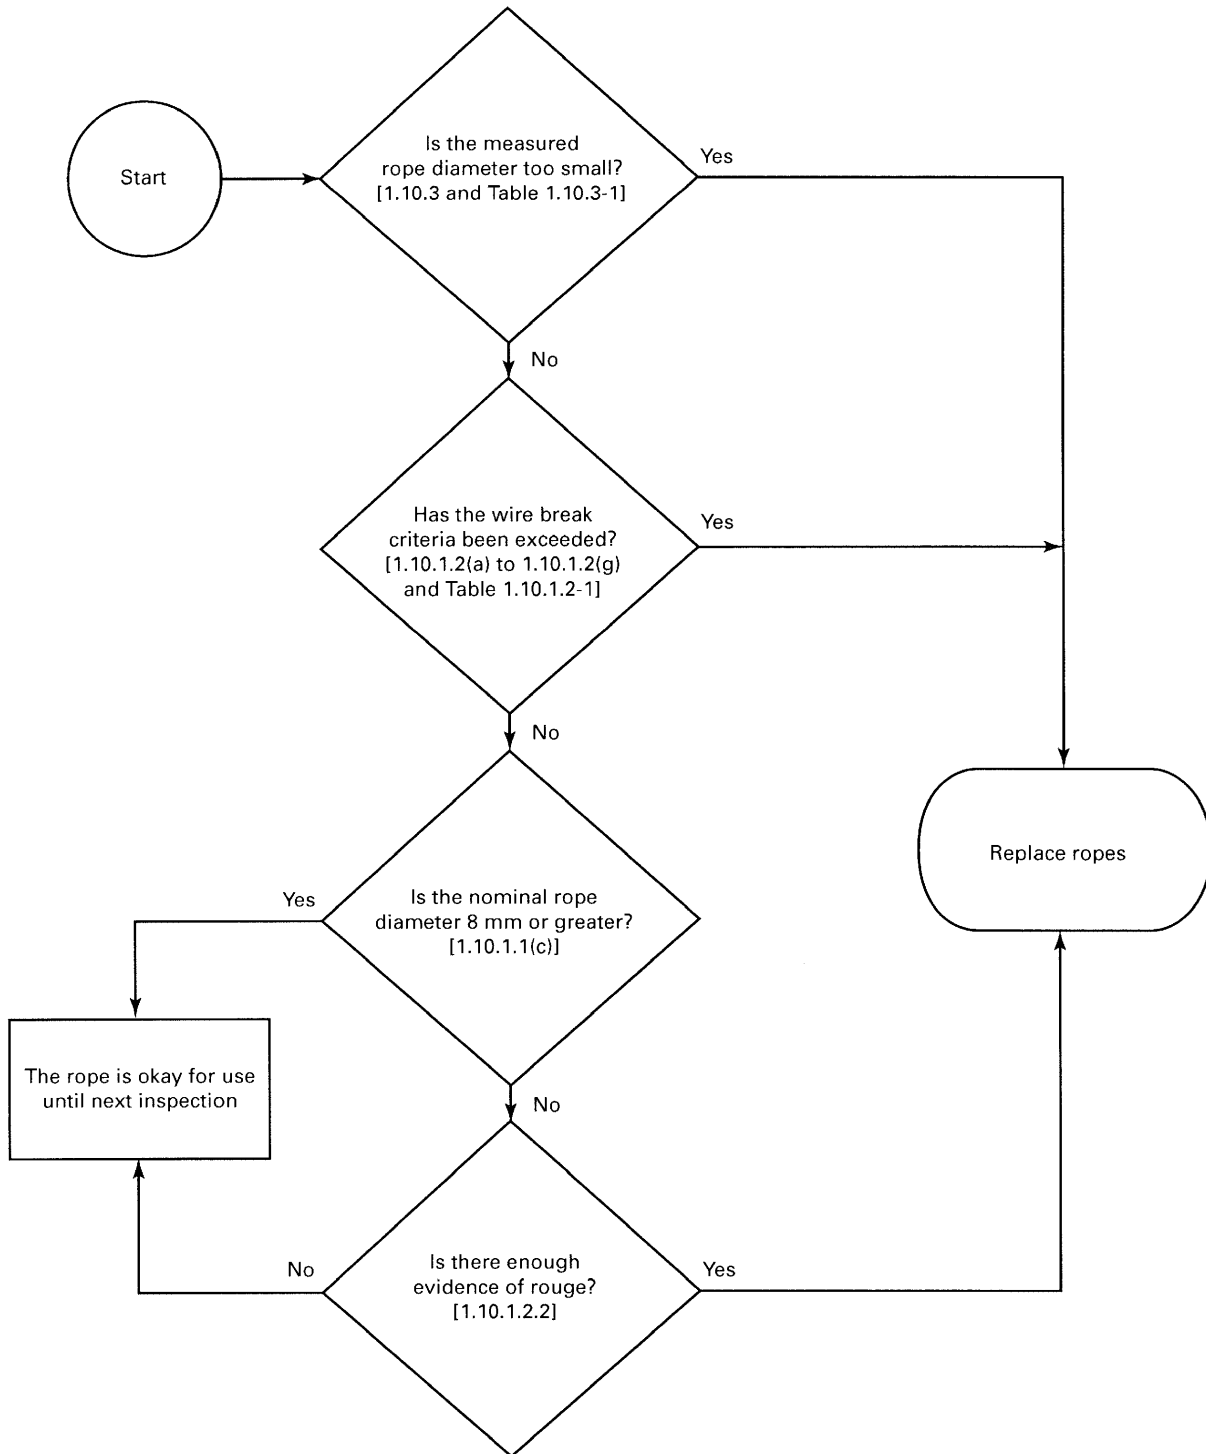 Start
Is the measured
rope diameter too small?
[1.10.3 and Table 1.10.3-1]
Yes
No
Has the wire break
criteria been exceeded?
[1.10.1.2(a) to 1.10.1.2(g)
and Table 1.10.1.2-1]
Yes
No
Replace ropes
Is the nominal rope
diameter 8 mm or greater?
[1.10.1.1(c)]
Yes
The rope is okay for use
until next inspection
No
Is there enough
evidence of rouge?
[1.10.1.2.2]
No
Yes